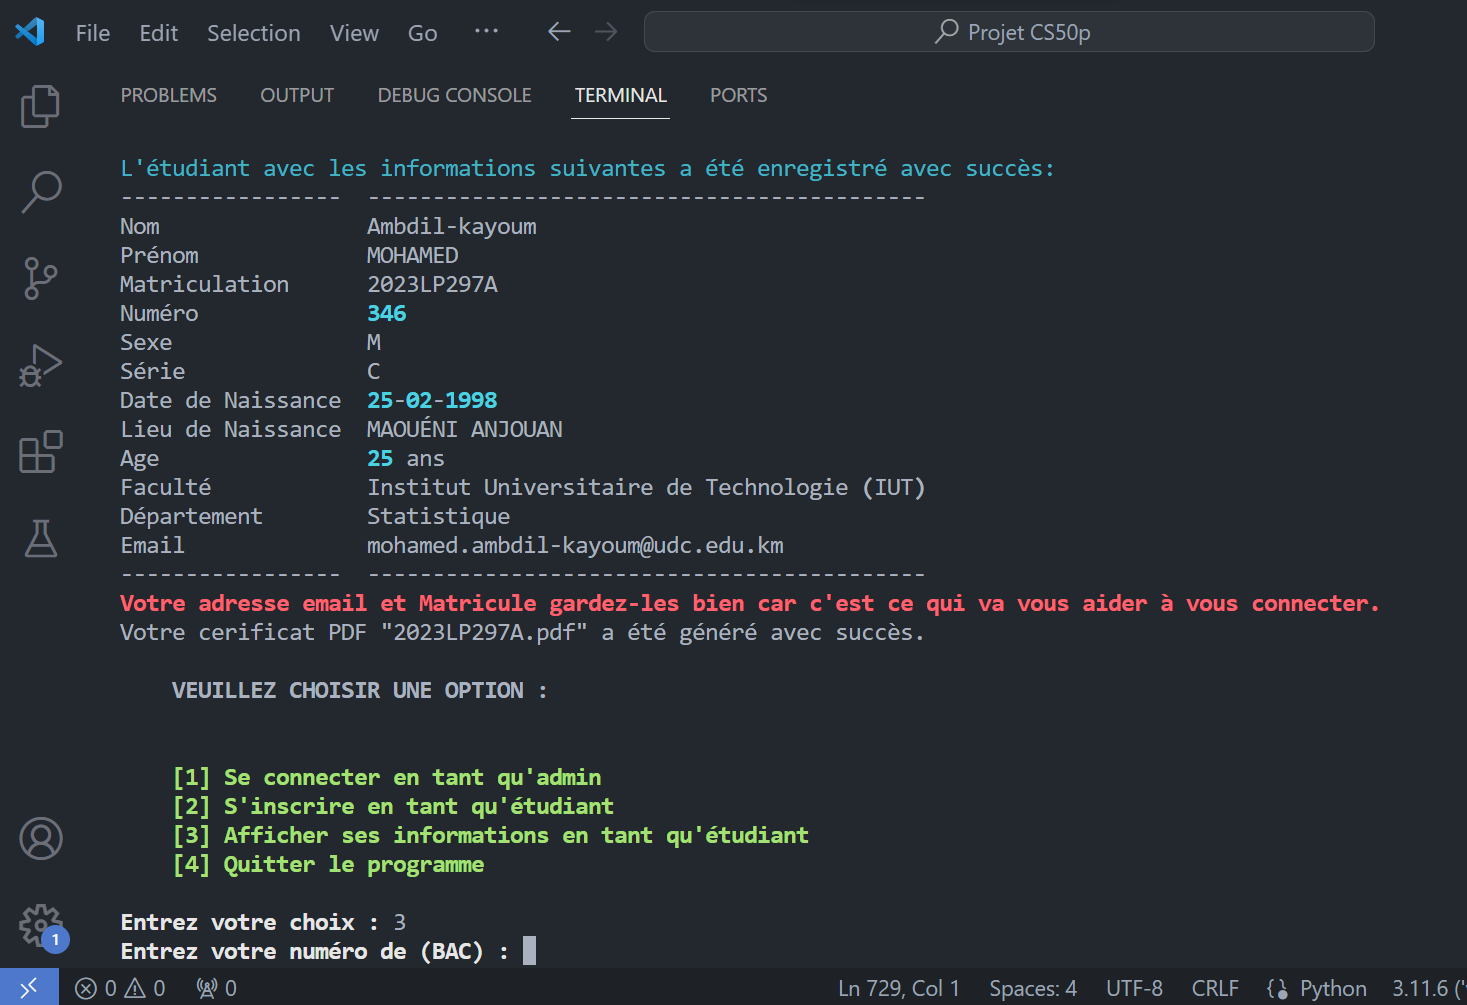 File Edit Selection View Go ··· Projet CS50p
PROBLEMS OUTPUT DEBUG CONSOLE TERMINAL PORTS
L'étudiant avec les informations suivantes a été enregistré avec succès:
----------------- -------------------------------------------
Nom Ambdil-kayoum
Prénom MOHAMED
Matriculation 2023LP297A
Numéro 346
Sexe M
Série C
Date de Naissance 25-02-1998
Lieu de Naissance MAOUÉNI ANJOUAN
Age 25 ans
Faculté Institut Universitaire de Technologie (IUT)
Département Statistique
Email mohamed.ambdil-kayoum@udc.edu.km
----------------- -------------------------------------------
Votre adresse email et Matricule gardez-les bien car c'est ce qui va vous aider à vous connecter.
Votre cerificat PDF "2023LP297A.pdf" a été généré avec succès.
VEUILLEZ CHOISIR UNE OPTION :
[1] Se connecter en tant qu'admin
[2] S'inscrire en tant qu'étudiant
[3] Afficher ses informations en tant qu'étudiant
[4] Quitter le programme
Entrez votre choix : 3
Entrez votre numéro de (BAC) :
1
0 0 0 Ln 729, Col 1 Spaces: 4 UTF-8 CRLF Python 3.11.6 ('